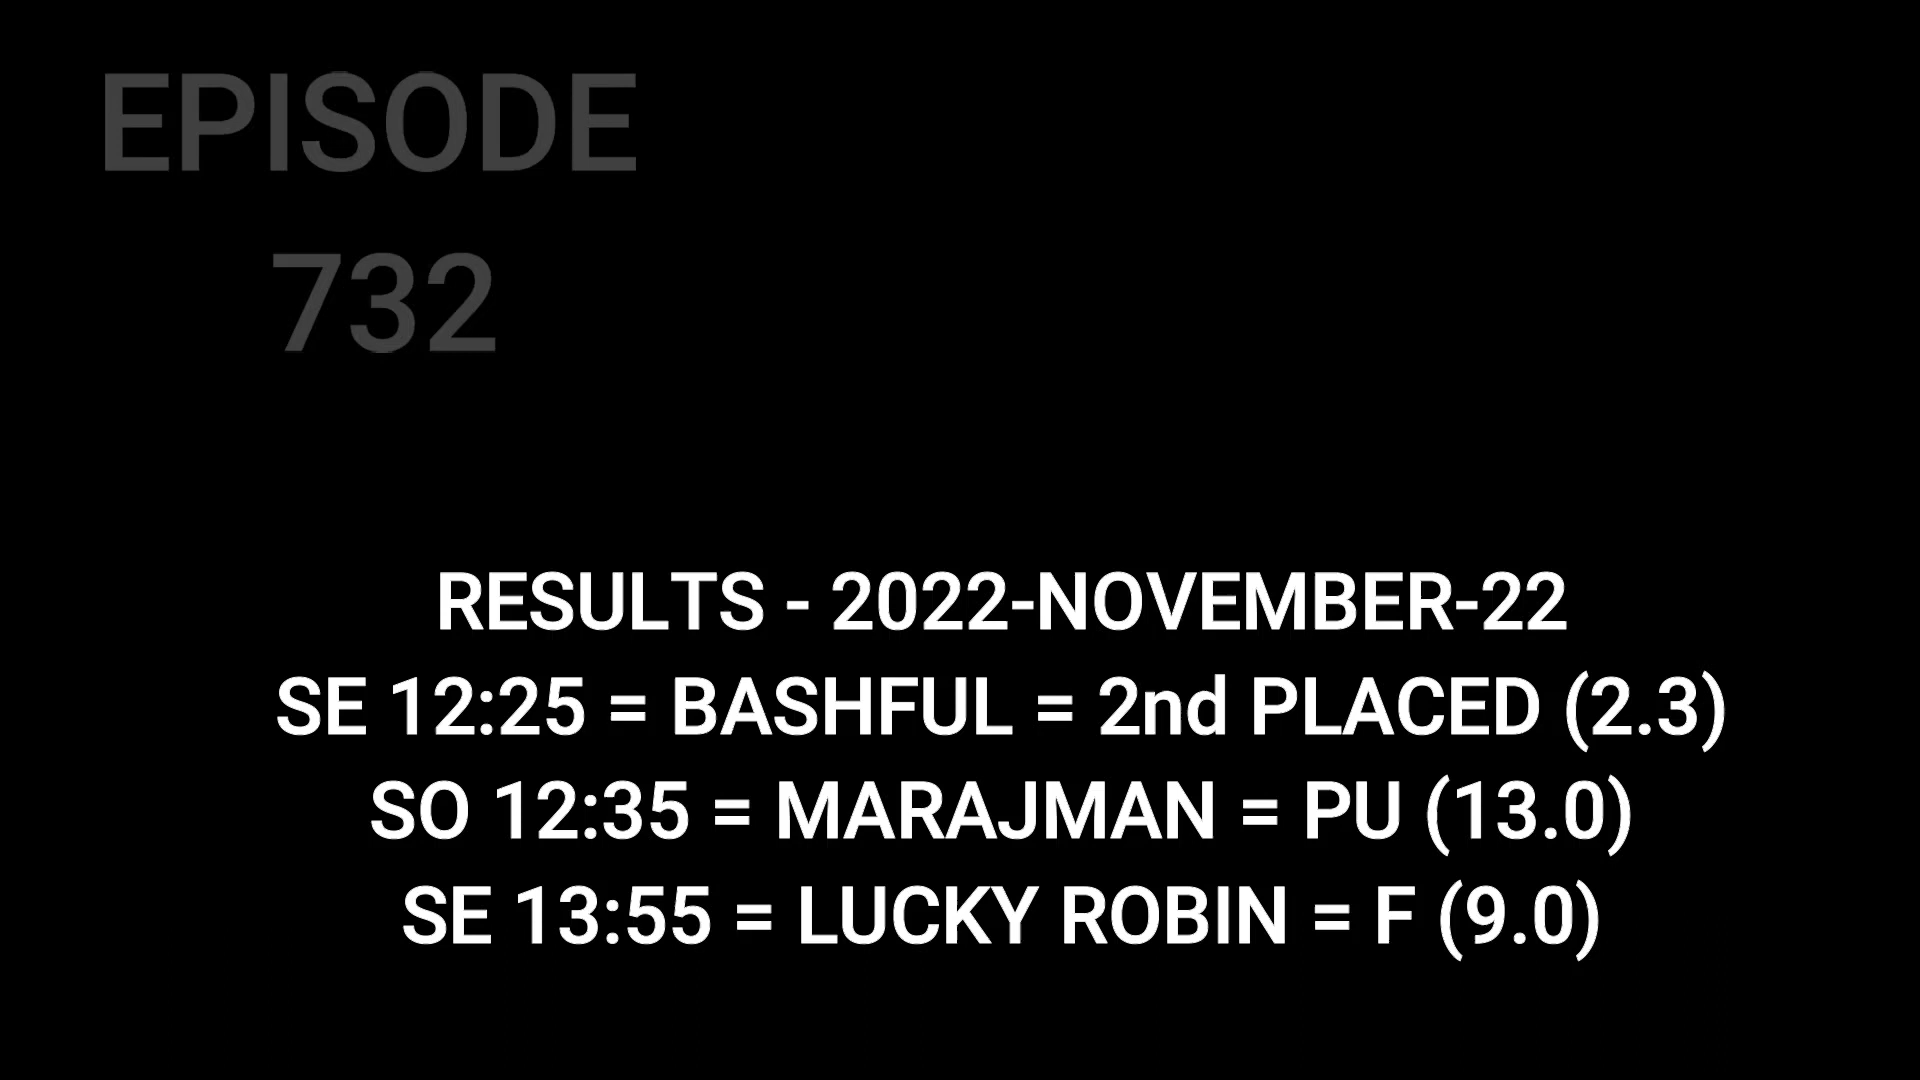 EPISODE
732
RESULTS - 2022-NOVEMBER-22
SE 12:25 = BASHFUL = 2nd PLACED (2.3)
SO 12:35 = MARAJMAN = PU (13.0)
SE 13:55 = LUCKY ROBIN = F (9.0)